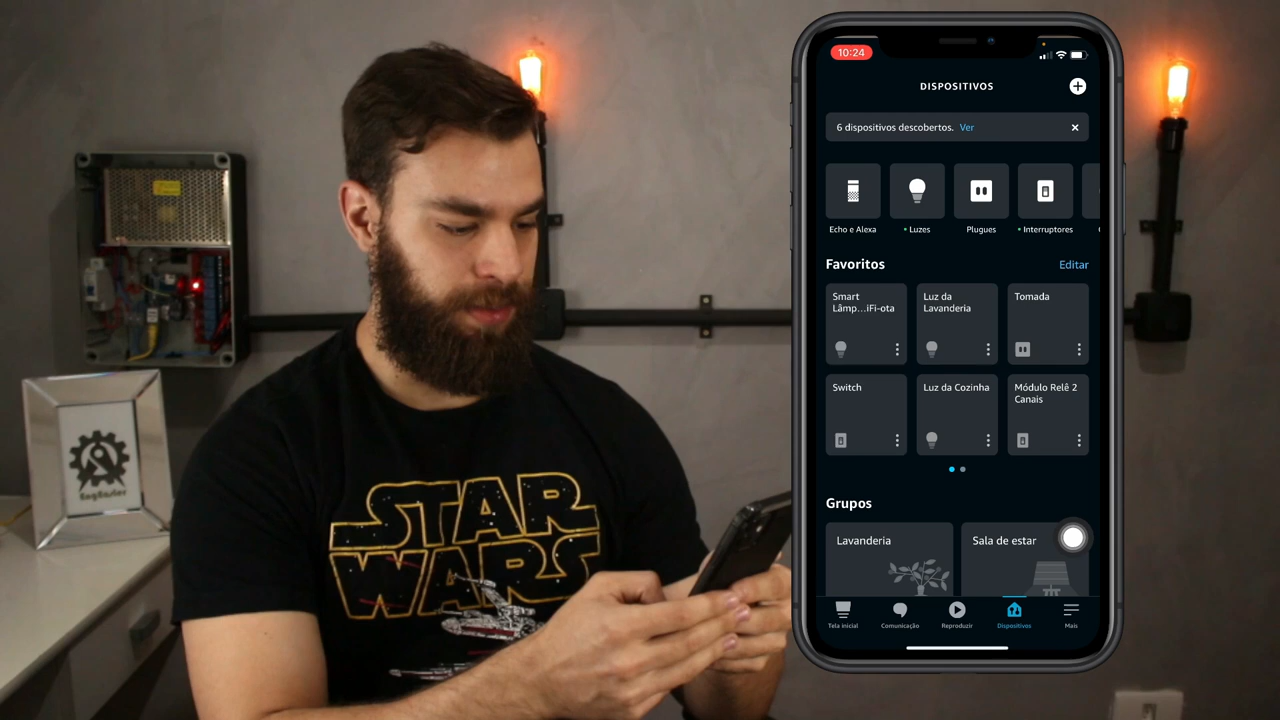 10:24
DISPOSITIVOS
6 dispositivos descobertos. Ver
Echo e Alexa
Luzes
Plugues
Interruptores
Favoritos
Editar
Smart
Lâmp...iFi-ota
Luz da
Lavanderia
Tomada
Switch
Luz da Cozinha
Módulo Relê 2
Canais
Grupos
Lavanderia
Sala de estar
Tela inicial
Comunicação
Reproduzir
Dispositivos
Mais
EngEasier
STAR
WARS